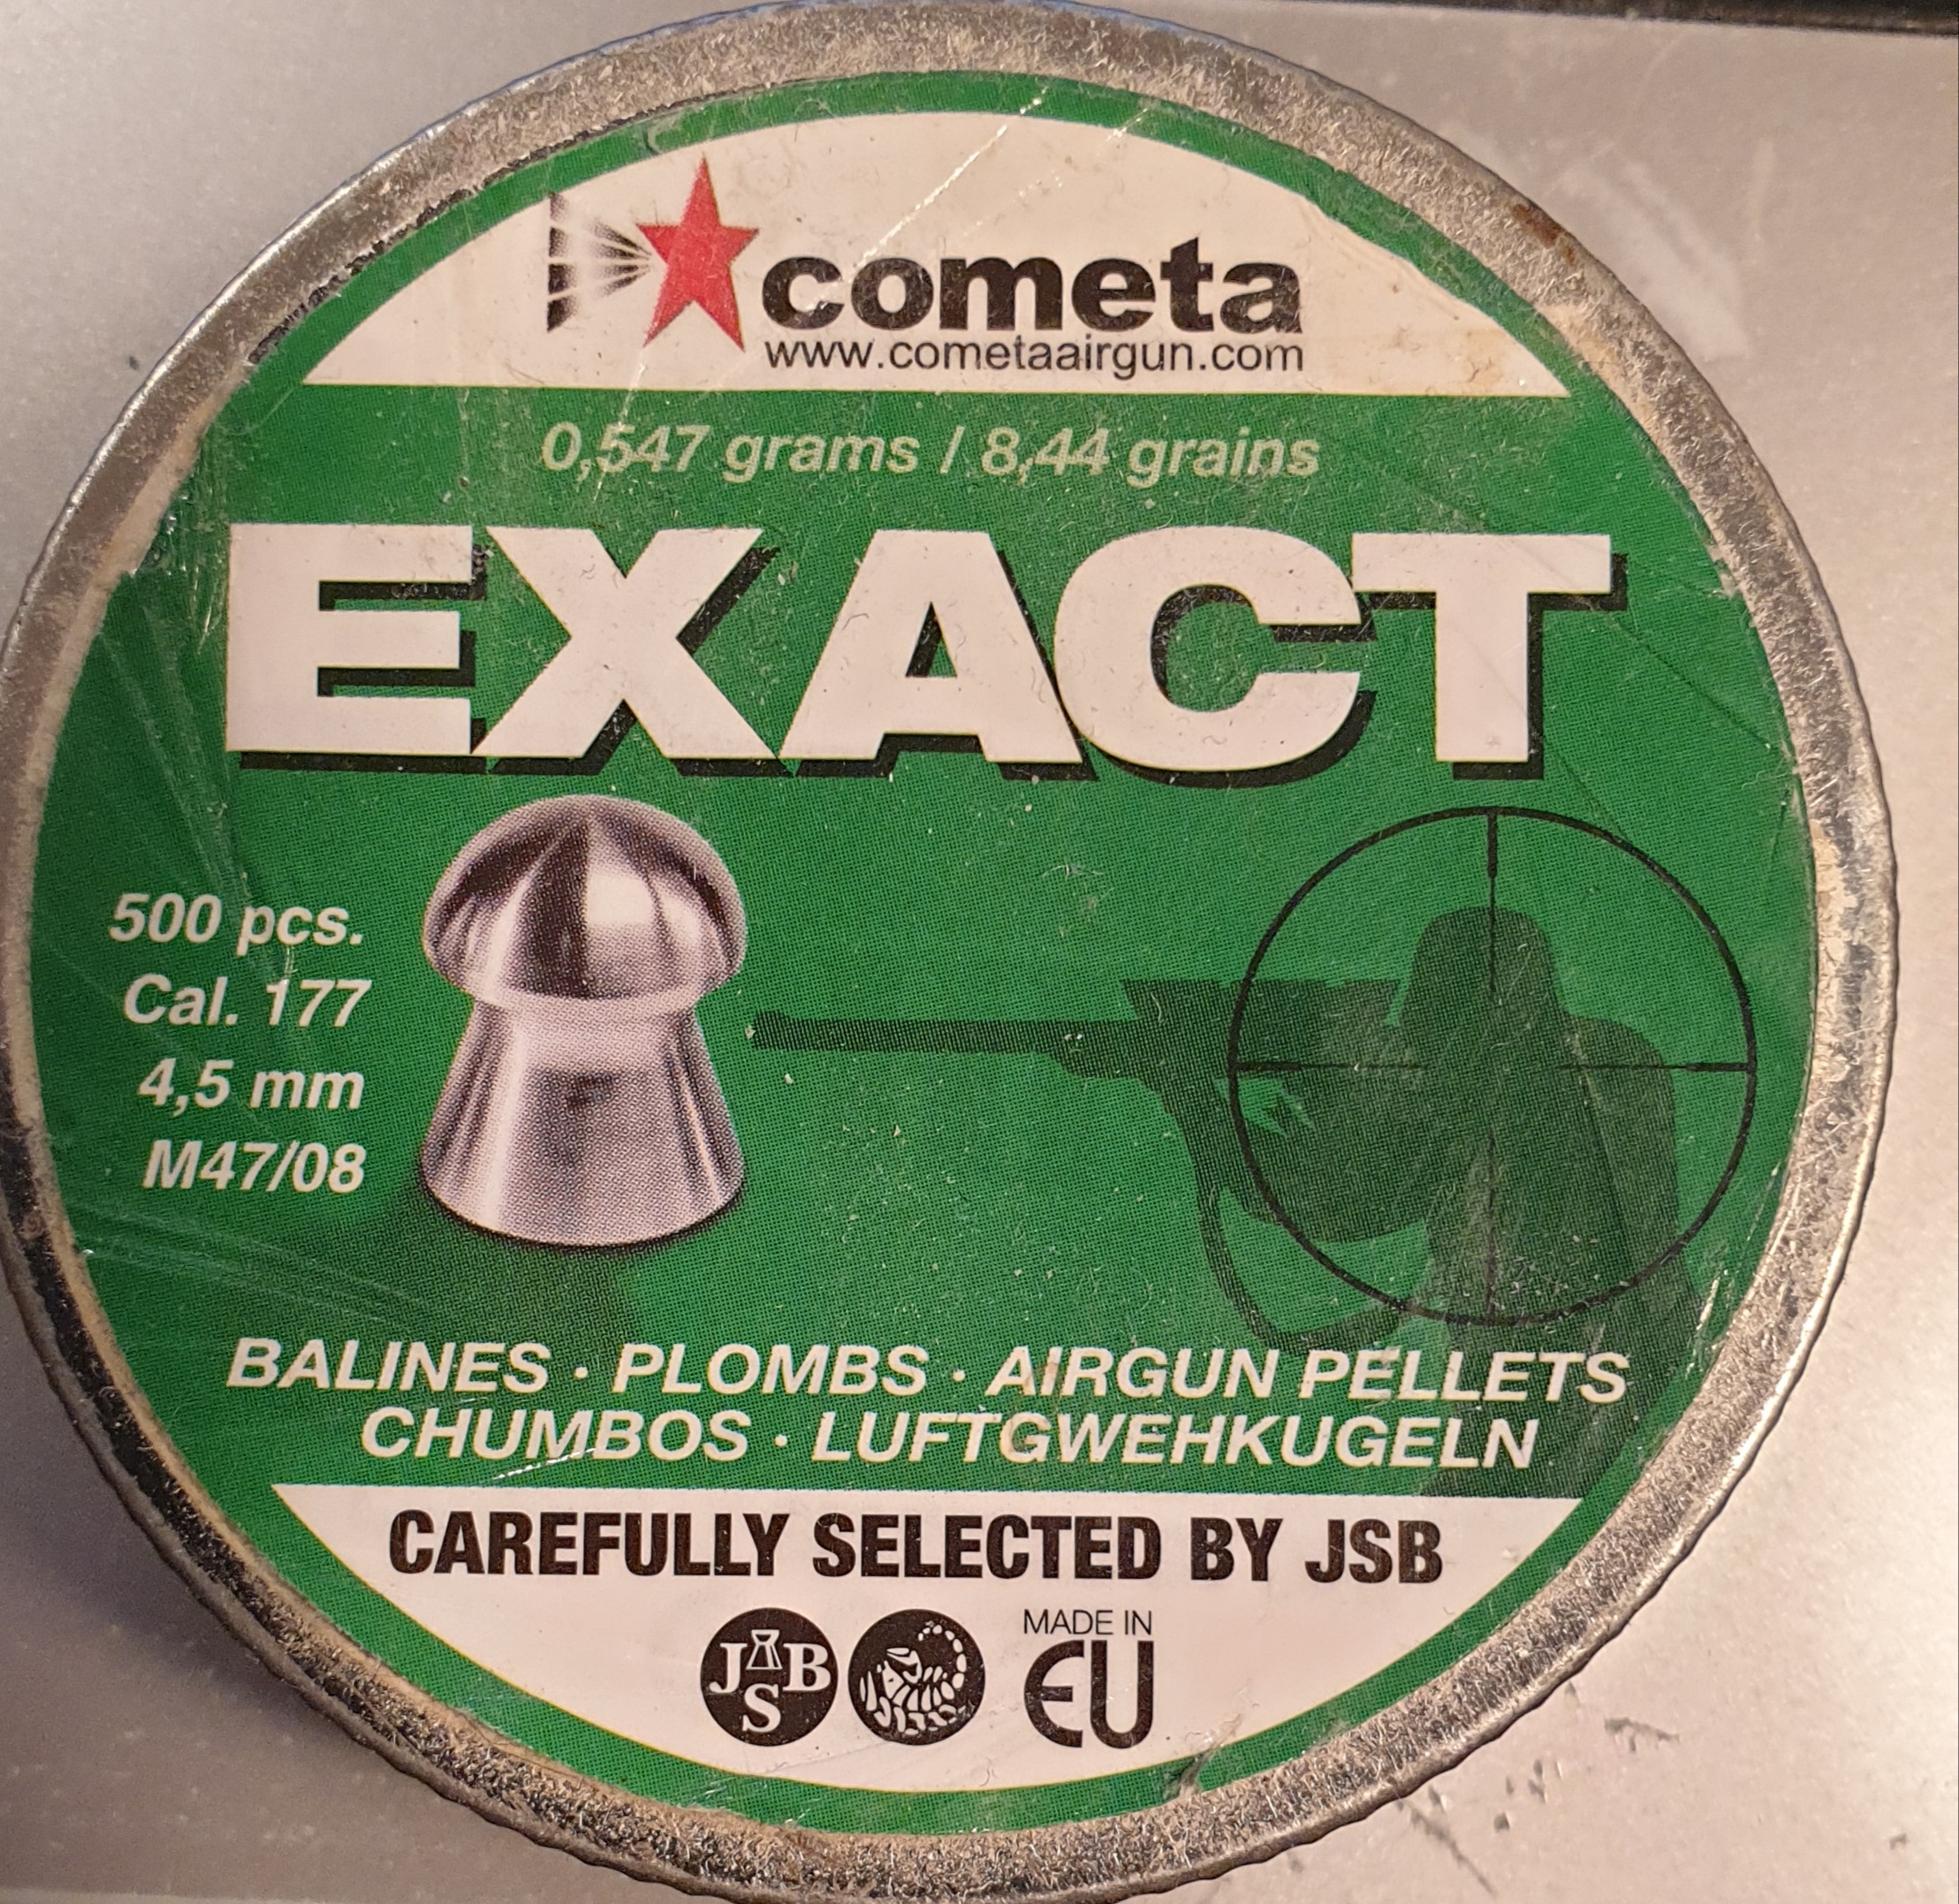 cometa
www.cometaairgun.com
0,547 grams / 8,44 grains
EXACT
500 pcs.
Cal. 177
4,5 mm
M47/08
BALINES · PLOMBS · AIRGUN PELLETS
CHUMBOS · LUFTGWEHKUGELN
CAREFULLY SELECTED BY JSB
JSB
MADE IN
EU